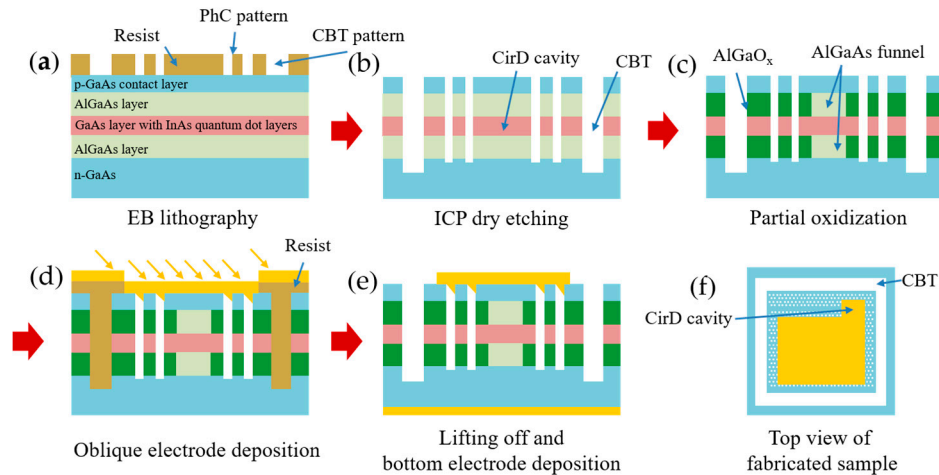 PhC pattern
Resist
CBT pattern
(a)
p-GaAs contact layer
AlGaAs layer
GaAs layer with InAs quantum dot layers
AlGaAs layer
n-GaAs
EB lithography
(b)
CirD cavity
CBT
ICP dry etching
(c)
AlGaOₓ
AlGaAs funnel
Partial oxidization
(d)
Resist
Oblique electrode deposition
(e)
Lifting off and
bottom electrode deposition
(f)
CBT
CirD cavity
Top view of
fabricated sample